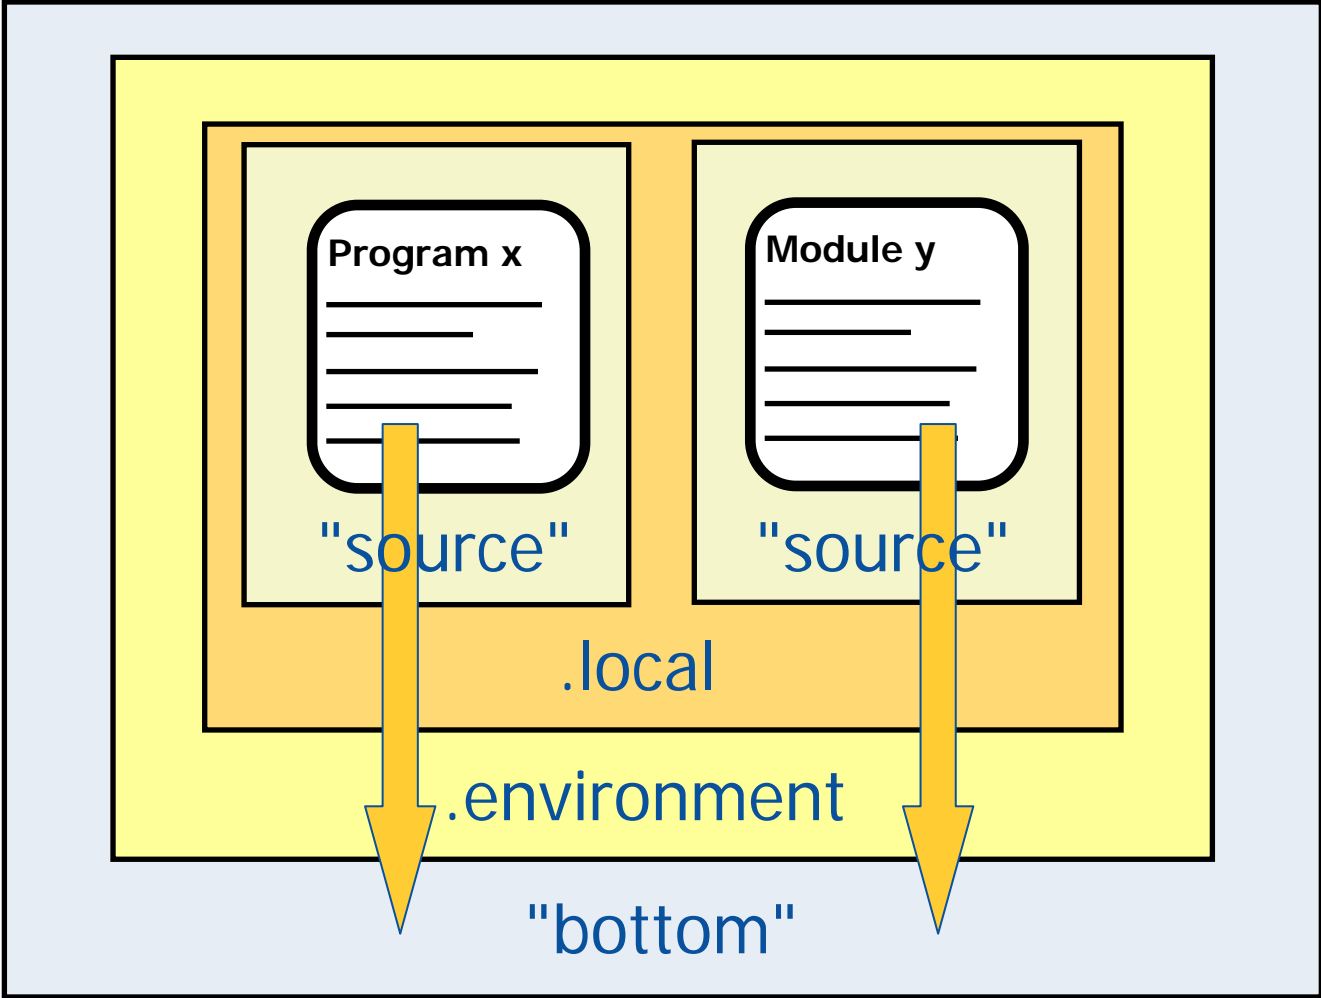 Program x
Module y
"source"
"source"
.local
.environment
"bottom"